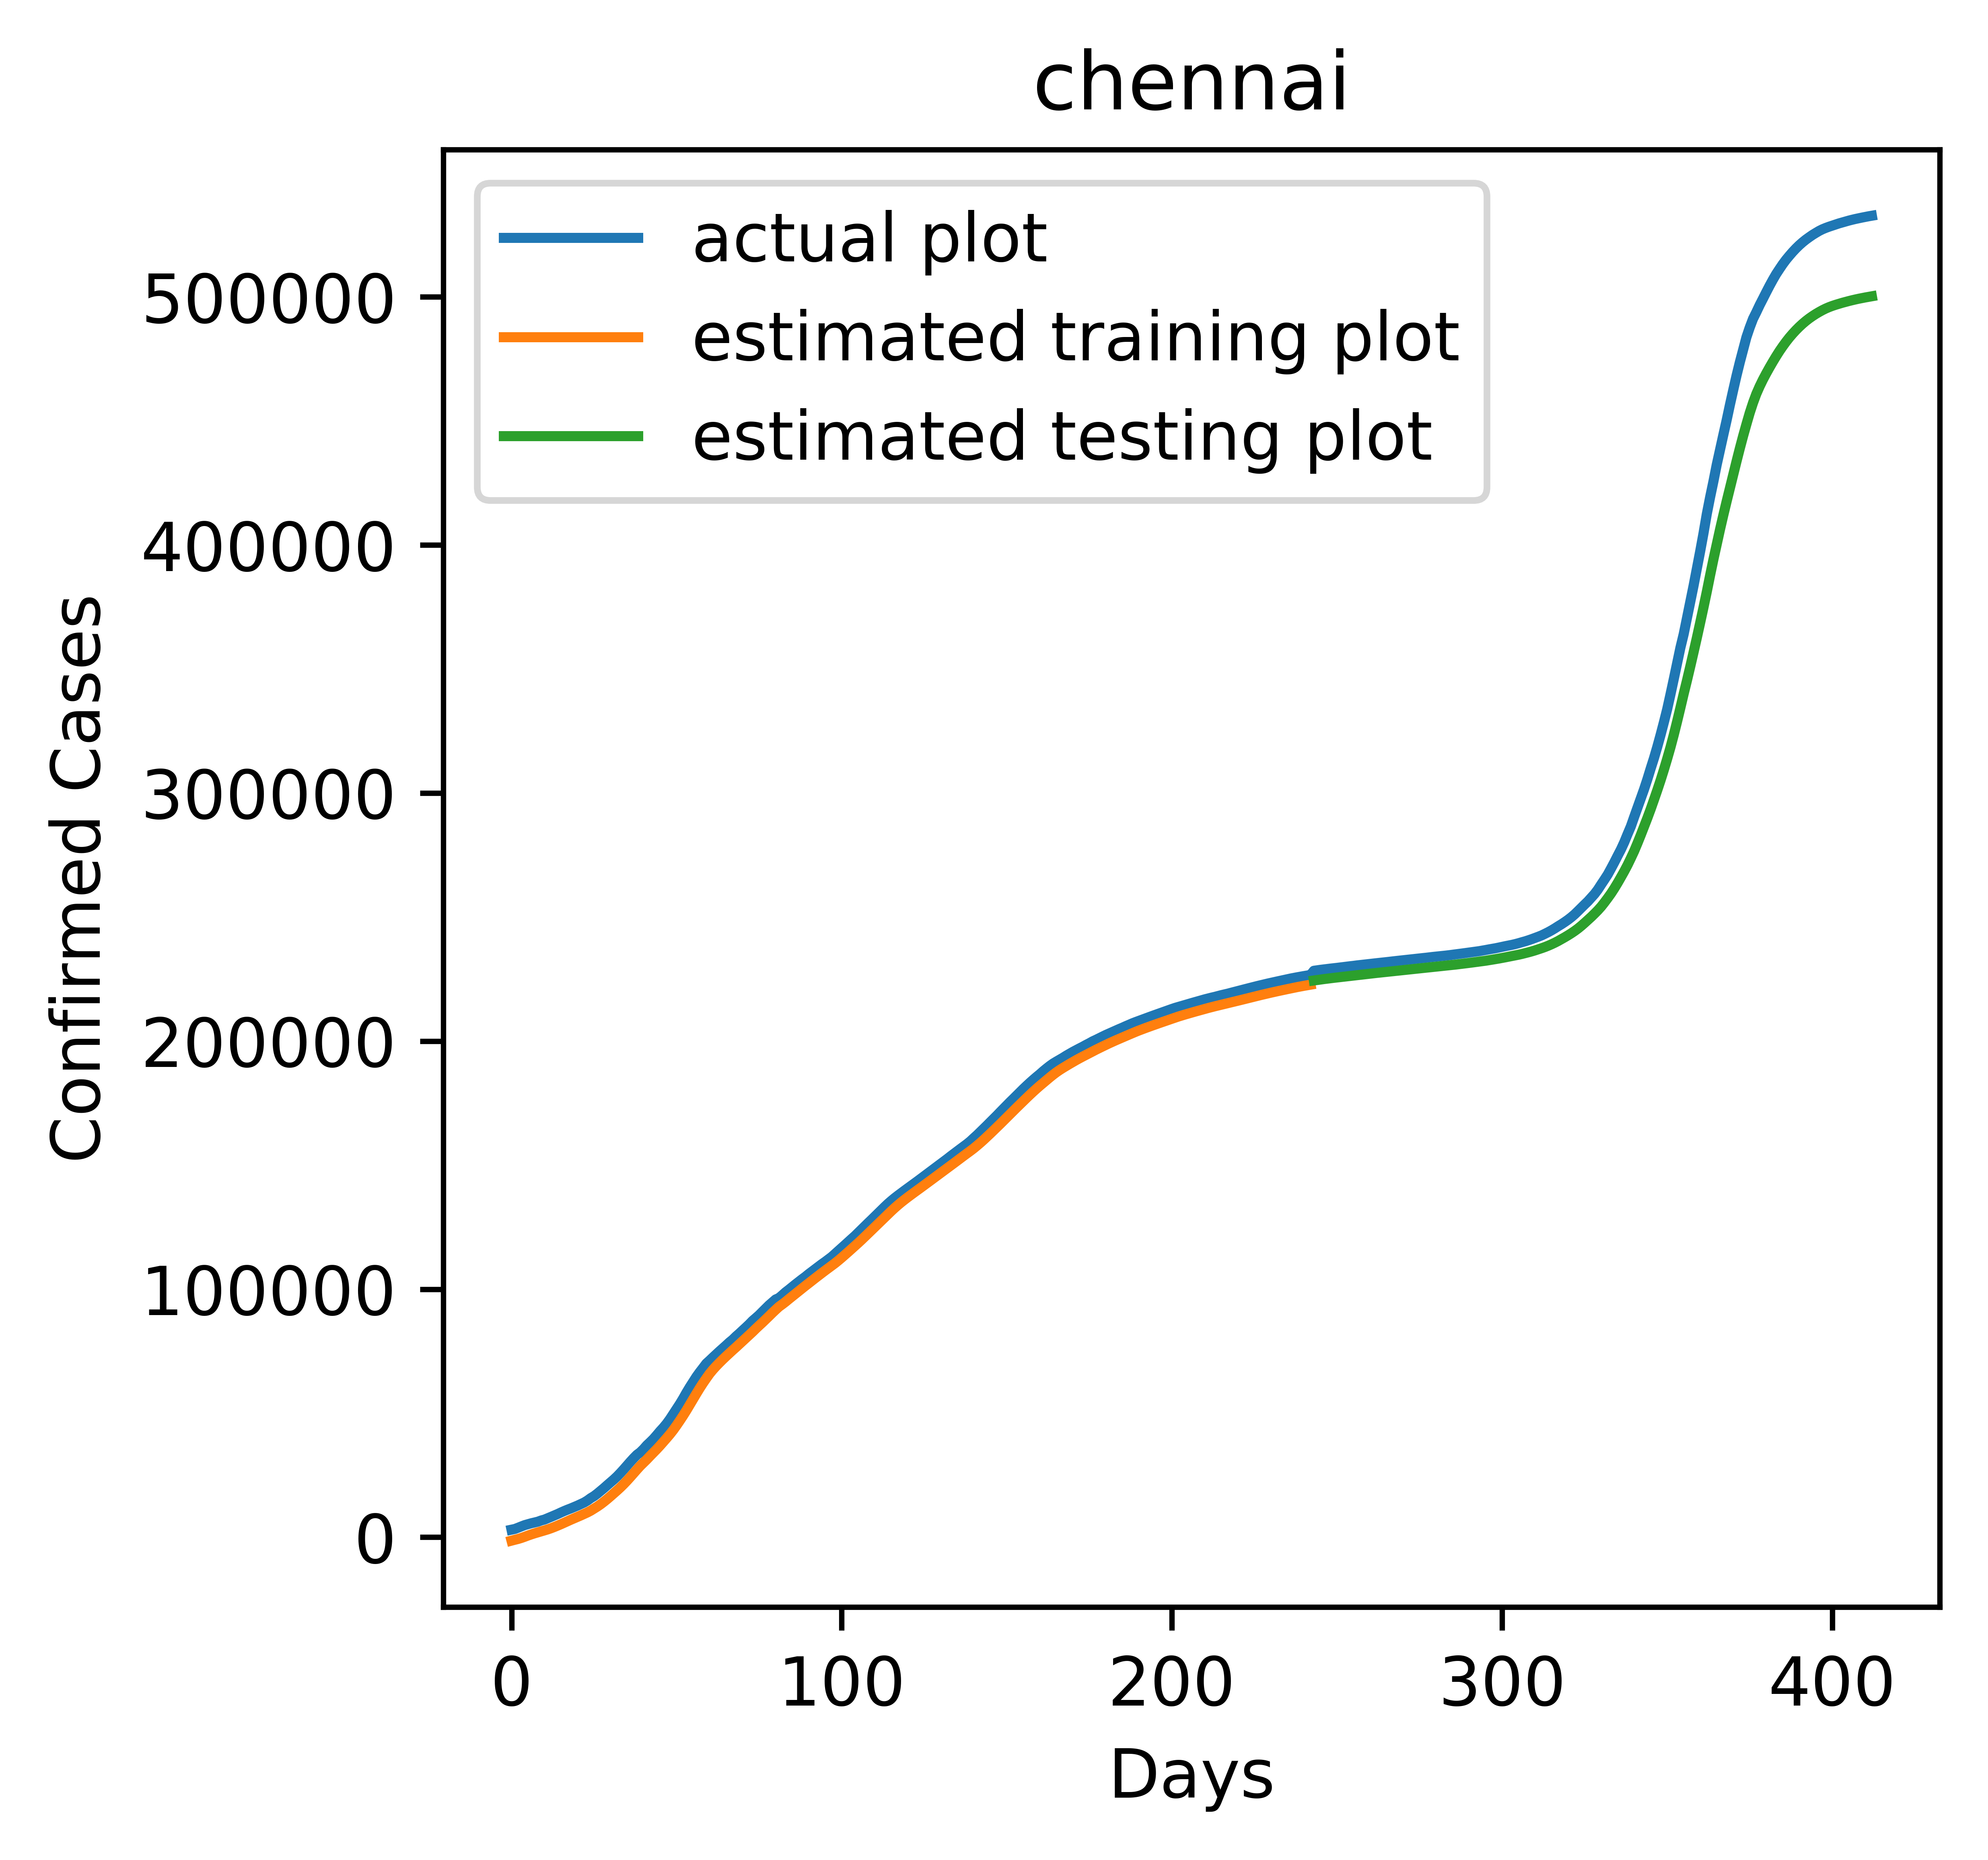 chennai
actual plot
estimated training plot
estimated testing plot
Confirmed Cases
500000
400000
300000
200000
100000
0
0 100 200 300 400
Days